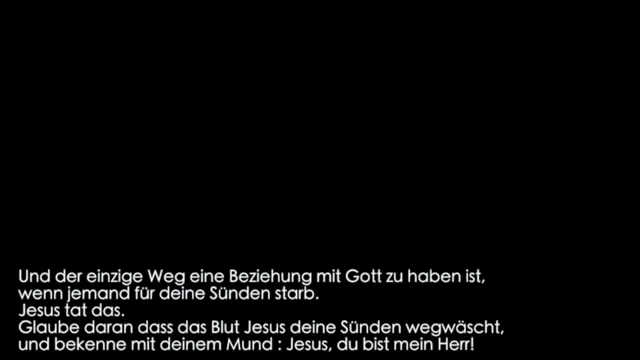 Und der einzige Weg eine Beziehung mit Gott zu haben ist,
wenn jemand für deine Sünden starb.
Jesus tat das.
Glaube daran dass das Blut Jesus deine Sünden wegwäscht,
und bekenne mit deinem Mund : Jesus, du bist mein Herr!